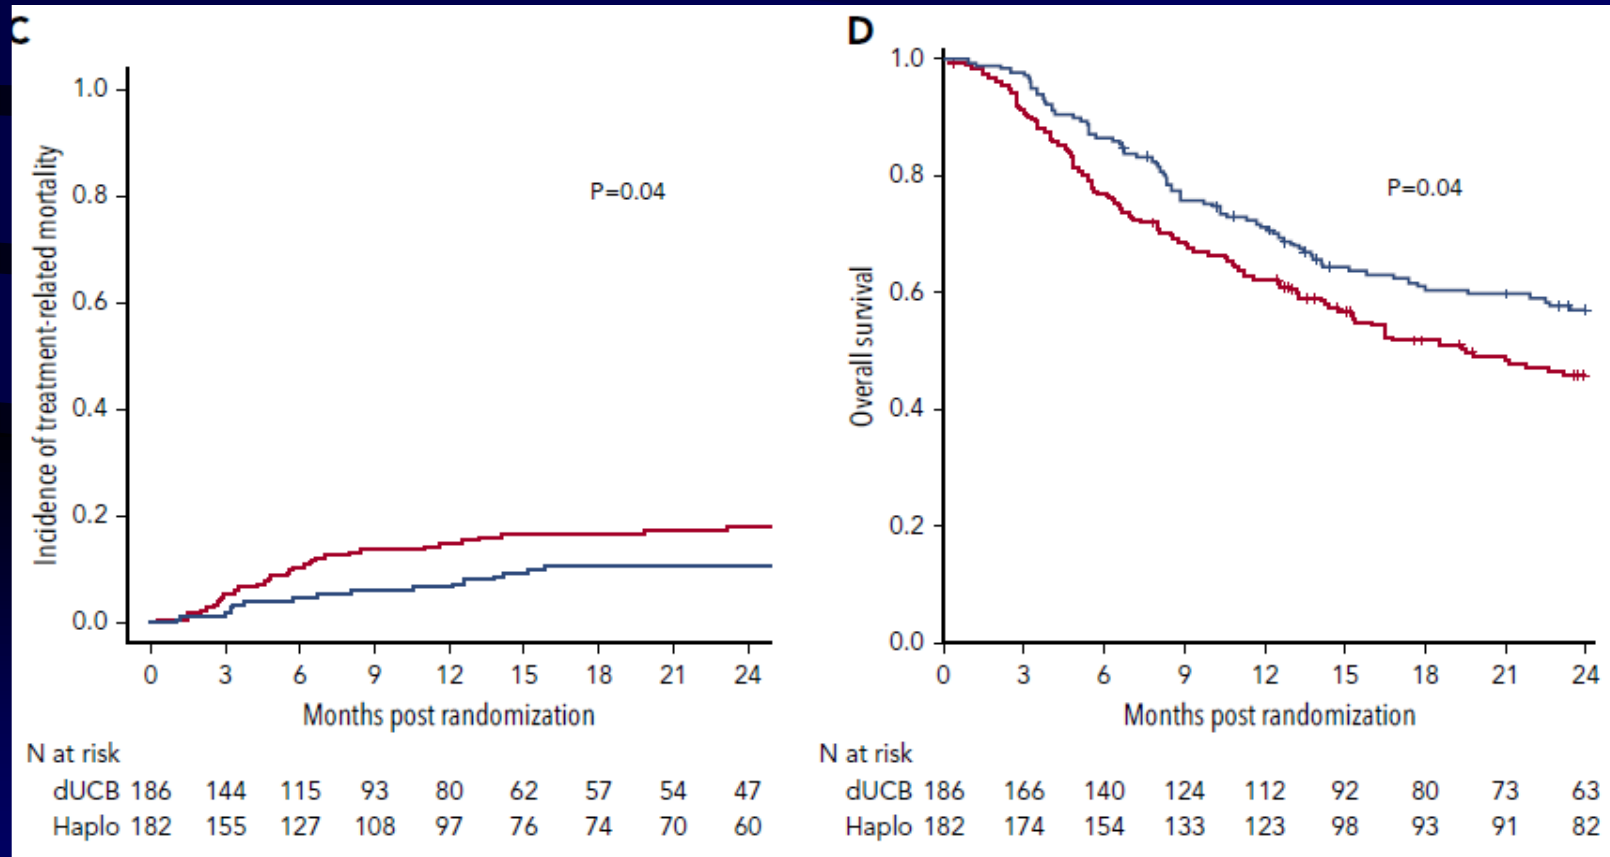 C
Incidence of treatment-related mortality
1.0
0.8
0.6
0.4
0.2
0.0
P=0.04
0 3 6 9 12 15 18 21 24
Months post randomization
N at risk
dUCB 186 144 115 93 80 62 57 54 47
Haplo 182 155 127 108 97 76 74 70 60
D
Overall survival
1.0
0.8
0.6
0.4
0.2
0.0
P=0.04
0 3 6 9 12 15 18 21 24
Months post randomization
N at risk
dUCB 186 166 140 124 112 92 80 73 63
Haplo 182 174 154 133 123 98 93 91 82